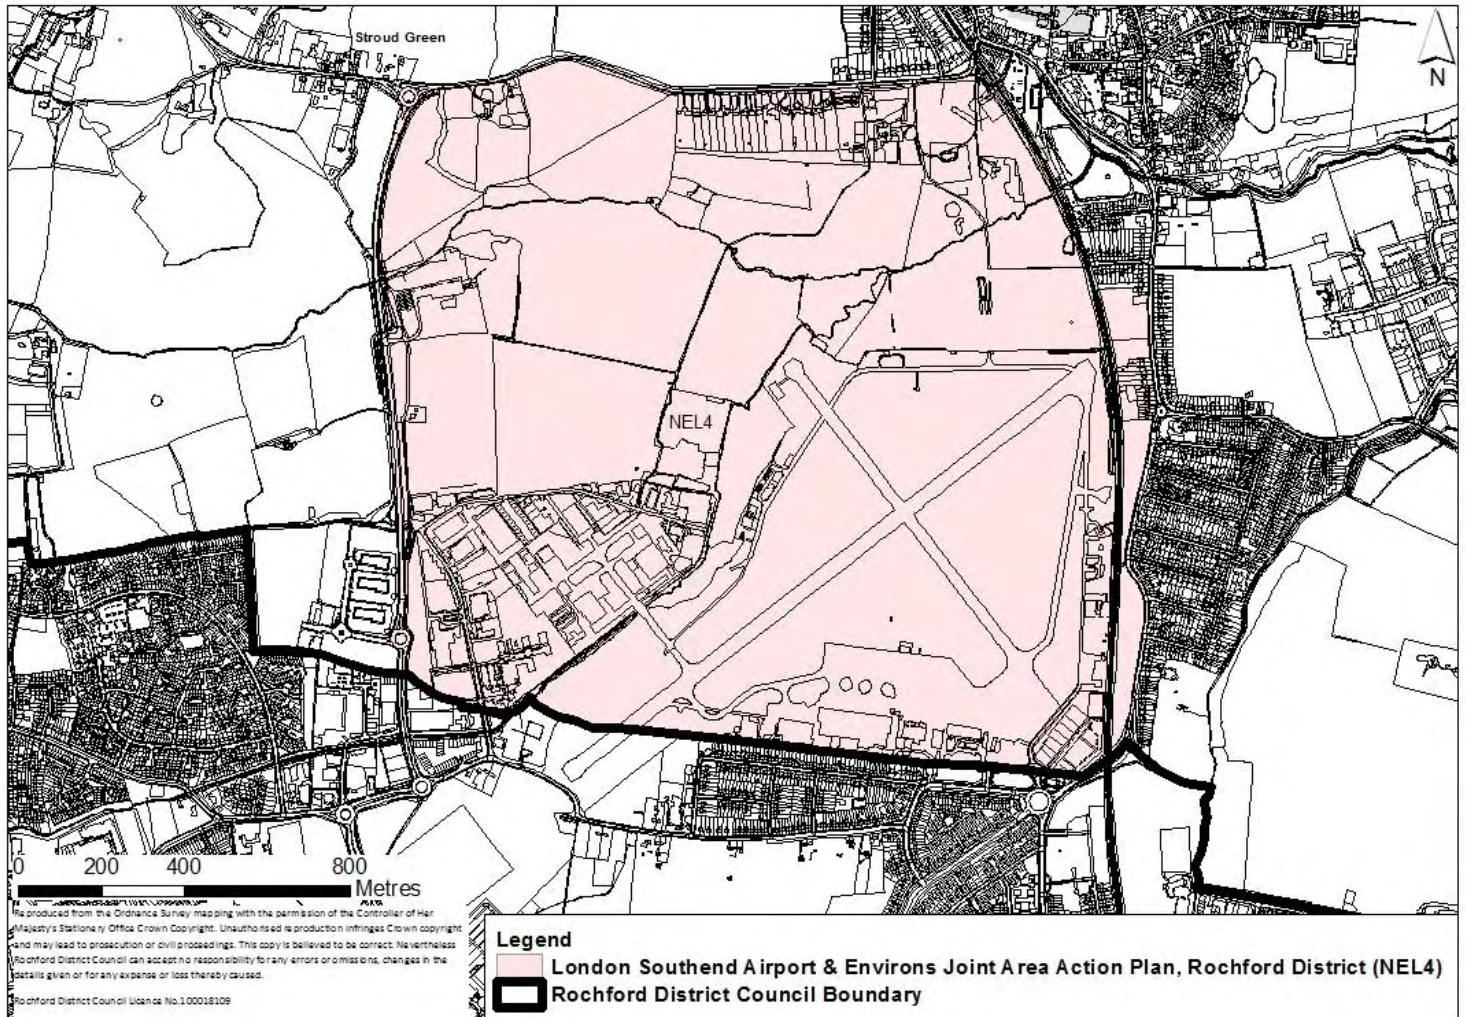 Stroud Green
N
NEL4
0 200 400 800
Metres
Reproduced from the Ordnance Survey mapping with the permission of the Controller of Her
Majesty's Stationery Office Crown Copyright. Unauthorised reproduction infringes Crown copyright
and may lead to prosecution or civil proceedings. This copy is believed to be correct. Nevertheless
Rochford District Council can accept no responsibility for any errors or omissions, changes in the
details given or for any expense or loss thereby caused.
Rochford District Council Licence No.100018109
Legend
London Southend Airport & Environs Joint Area Action Plan, Rochford District (NEL4)
Rochford District Council Boundary